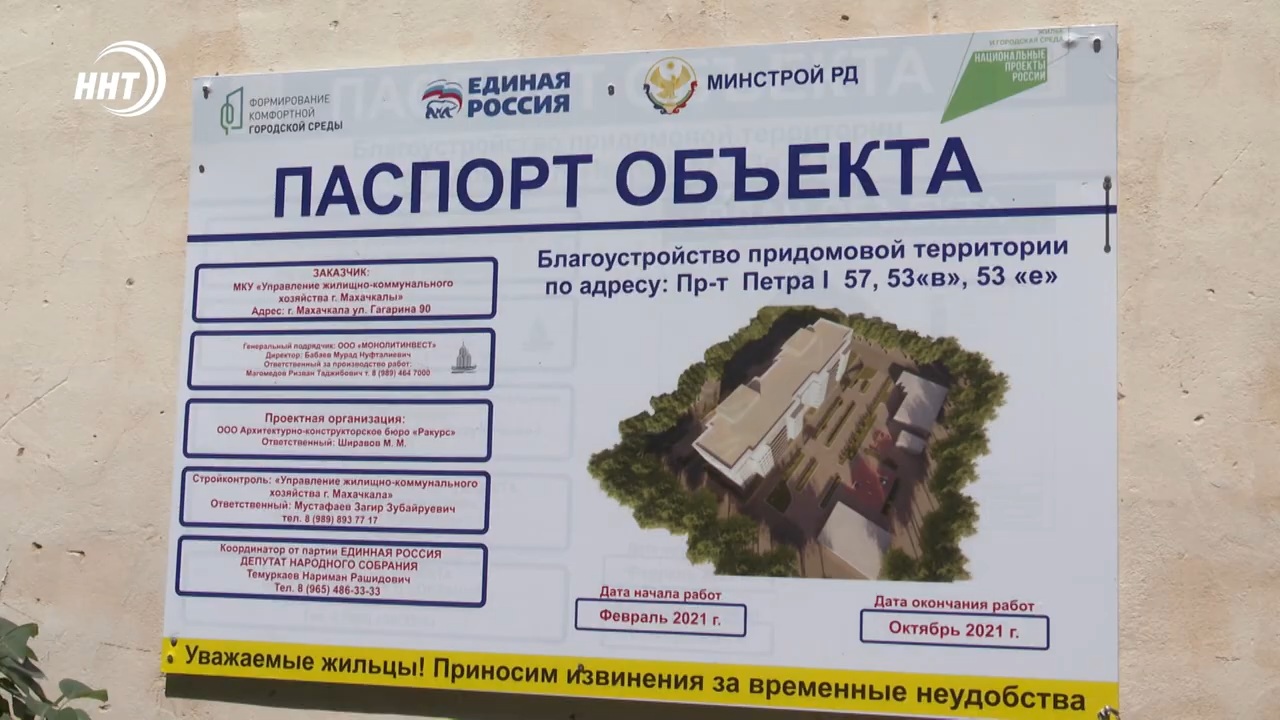 ННТ
ФОРМИРОВАНИЕ
КОМФОРТНОЙ
ГОРОДСКОЙ СРЕДЫ
ЕДИНАЯ
РОССИЯ
МИНСТРОЙ РД
ЖИЛЬЕ
И ГОРОДСКАЯ СРЕДА
НАЦИОНАЛЬНЫЕ
ПРОЕКТЫ
РОССИИ
ПАСПОРТ ОБЪЕКТА
Благоустройство придомовой территории
по адресу: Пр-т Петра I 57, 53«в», 53 «е»
ЗАКАЗЧИК:
МКУ «Управление жилищно-коммунального
хозяйства г. Махачкалы»
Адрес: г. Махачкала ул. Гагарина 90
Генеральный подрядчик: ООО «МОНОЛИТИНВЕСТ»
Директор: Бабаев Мурад Нуфталиевич
Ответственный за производство работ:
Магомедов Ризван Таджибович т. 8 (989) 464 7000
Проектная организация:
ООО Архитектурно-конструкторское бюро «Ракурс»
Ответственный: Ширавов М. М.
Стройконтроль: «Управление жилищно-коммунального
хозяйства г. Махачкала»
Ответственный: Мустафаев Загир Зубайруевич
тел. 8 (989) 893 77 17
Координатор от партии ЕДИННАЯ РОССИЯ
ДЕПУТАТ НАРОДНОГО СОБРАНИЯ
Темуркаев Нариман Рашидович
Тел. 8 (965) 486-33-33
Дата начала работ
Февраль 2021 г.
Дата окончания работ
Октябрь 2021 г.
Уважаемые жильцы! Приносим извинения за временные неудобства